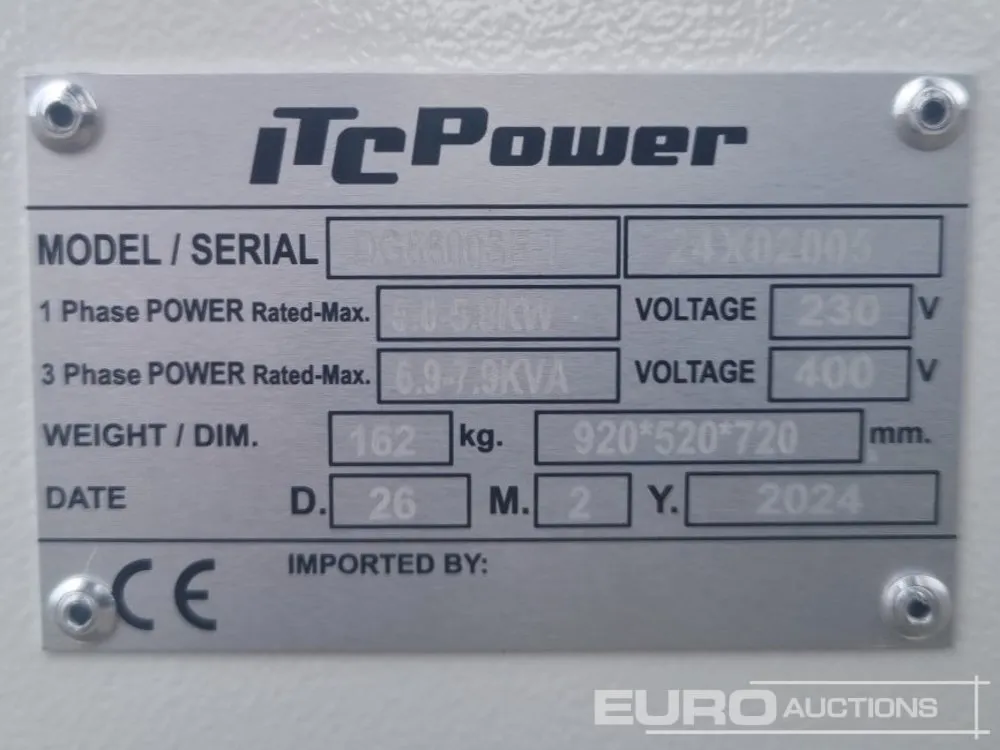 iTCPower
MODEL / SERIAL 24X02005
1 Phase POWER Rated-Max. VOLTAGE 230 V
3 Phase POWER Rated-Max. 6.9-7.9KVA VOLTAGE 400 V
WEIGHT / DIM. 162 kg. 920*520*720 mm.
DATE D. 26 M. 2 Y. 2024
CE IMPORTED BY:
EURO AUCTIONS